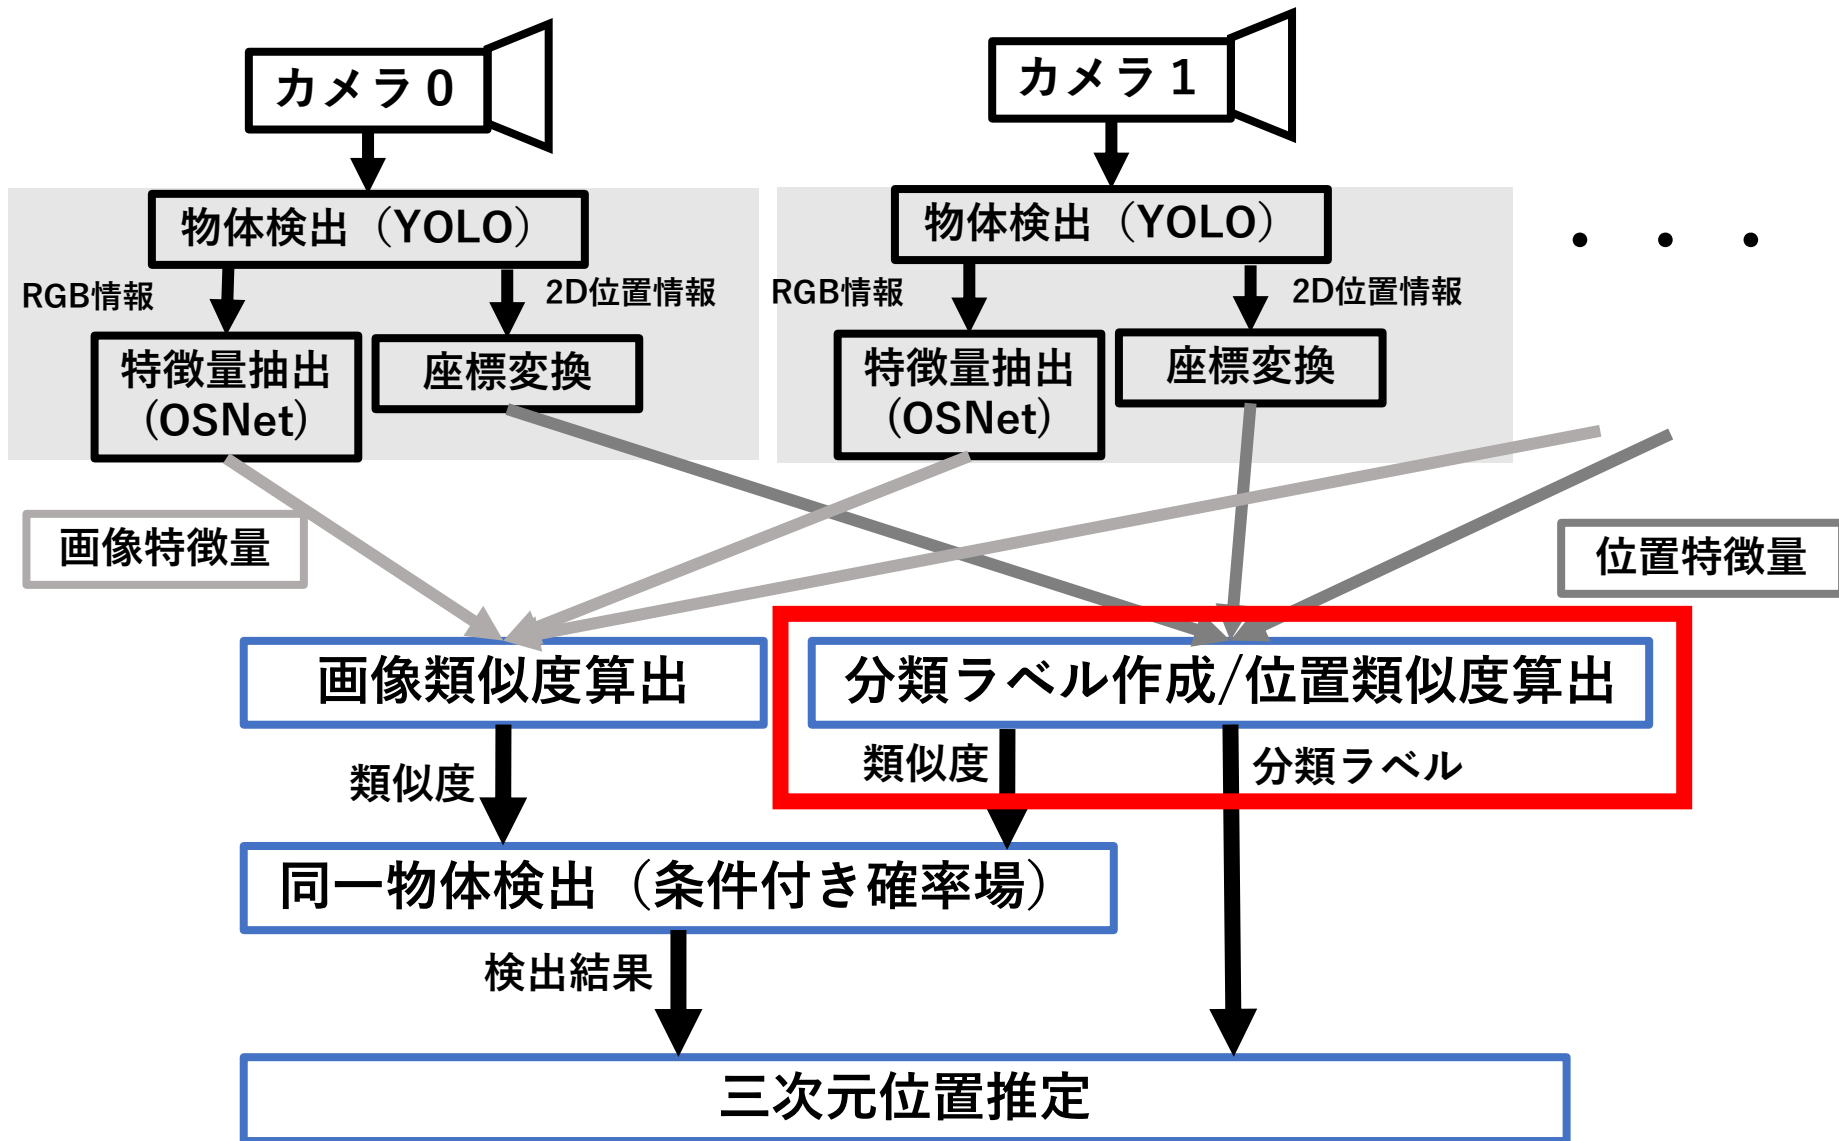 カメラ０
カメラ１
物体検出（YOLO）
物体検出（YOLO）
・・・
RGB情報
2D位置情報
RGB情報
2D位置情報
特徴量抽出
（OSNet）
座標変換
特徴量抽出
（OSNet）
座標変換
画像特徴量
位置特徴量
画像類似度算出
分類ラベル作成/位置類似度算出
類似度
類似度
分類ラベル
同一物体検出（条件付き確率場）
検出結果
三次元位置推定